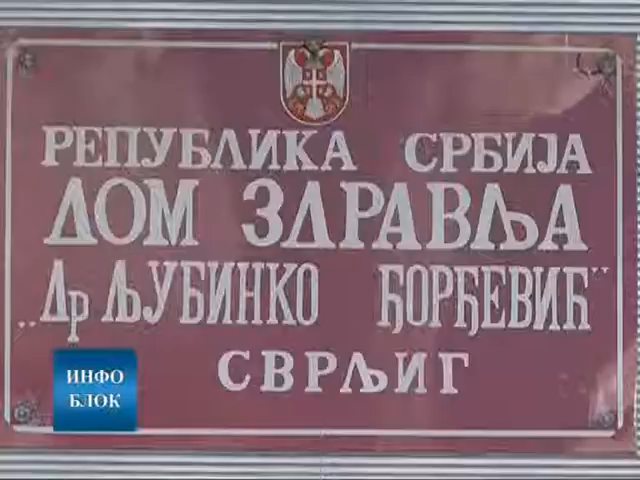 РЕПУБЛИКА СРБИЈА
ДОМ ЗДРАВЉА
„Др ЉУБИНКО ЂОРЂЕВИЋ"
СВРЉИГ
ИНФО
БЛОК